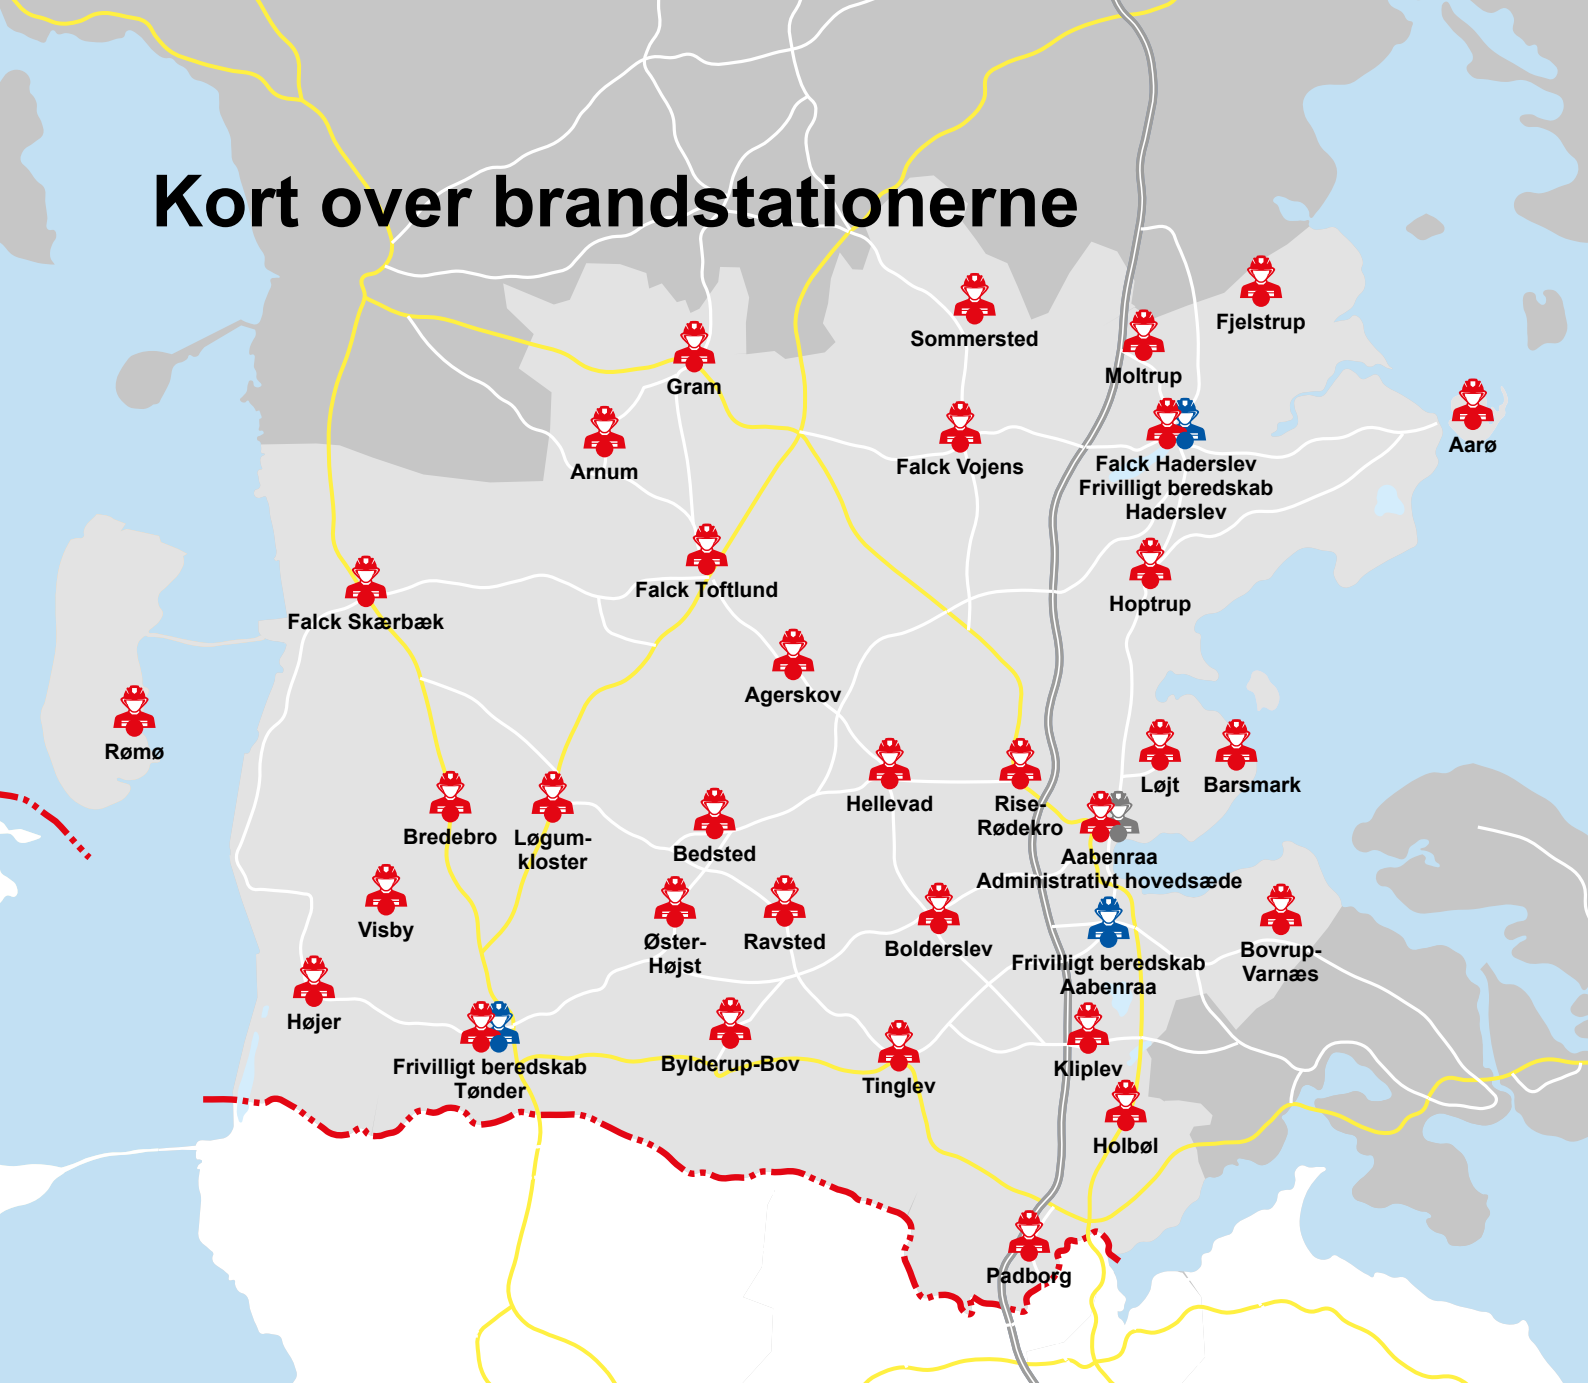 Kort over brandstationerne
Fjelstrup
Sommersted
Moltrup
Gram
Aarø
Arnum
Falck Vojens
Falck Haderslev
Frivilligt beredskab
Haderslev
Falck Toftlund
Hoptrup
Falck Skærbæk
Agerskov
Rømø
Løjt
Barsmark
Hellevad
Rise-
Rødekro
Bredebro
Løgum-
kloster
Bedsted
Aabenraa
Administrativt hovedsæde
Visby
Øster-
Højst
Ravsted
Bolderslev
Frivilligt beredskab
Aabenraa
Bovrup-
Varnæs
Højer
Frivilligt beredskab
Tønder
Bylderup-Bov
Tinglev
Kliplev
Holbøl
Padborg